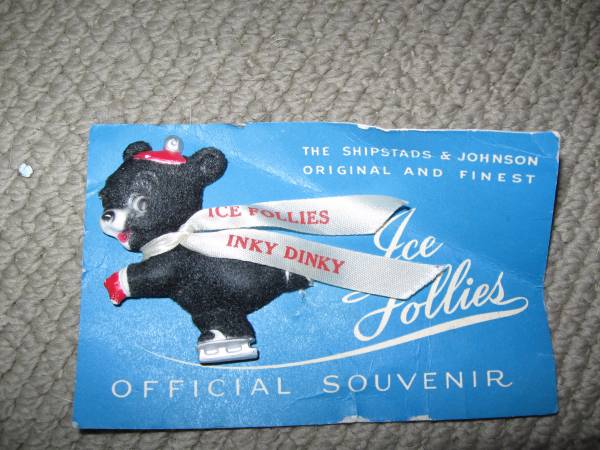 THE SHIPSTADS & JOHNSON
ORIGINAL AND FINEST
ICE FOLLIES
INKY DINKY
Ice
Follies
OFFICIAL SOUVENIR